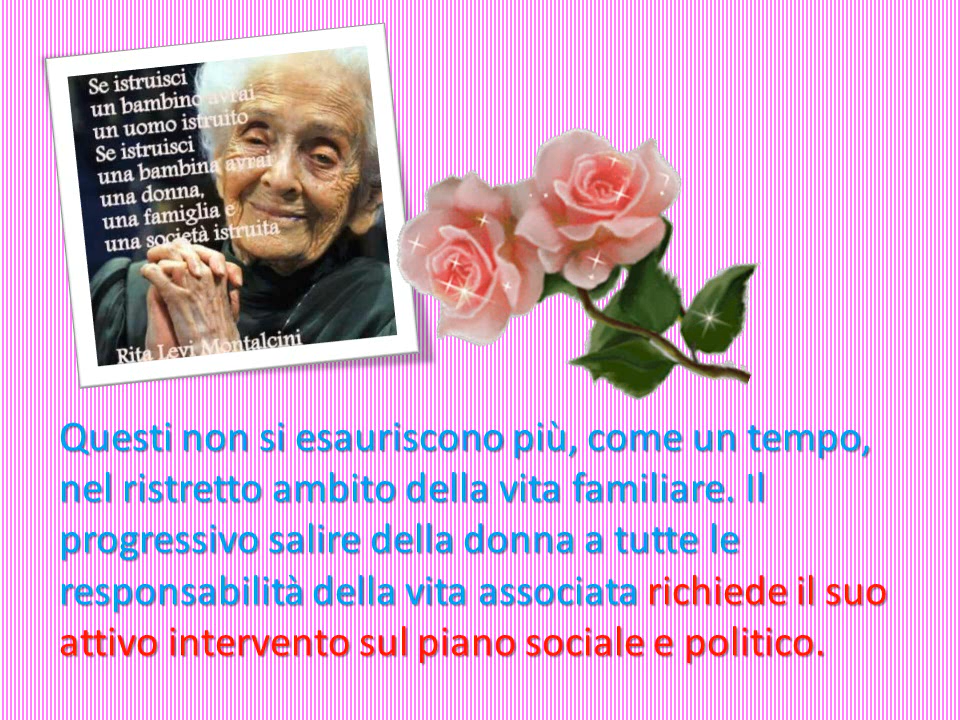 Se istruisci
un bambino avrai
un uomo istruito
Se istruisci
una bambina avrai
una donna,
una famiglia e
una società istruita
Rita Levi Montalcini
Questi non si esauriscono più, come un tempo,
nel ristretto ambito della vita familiare. Il
progressivo salire della donna a tutte le
responsabilità della vita associata richiede il suo
attivo intervento sul piano sociale e politico.